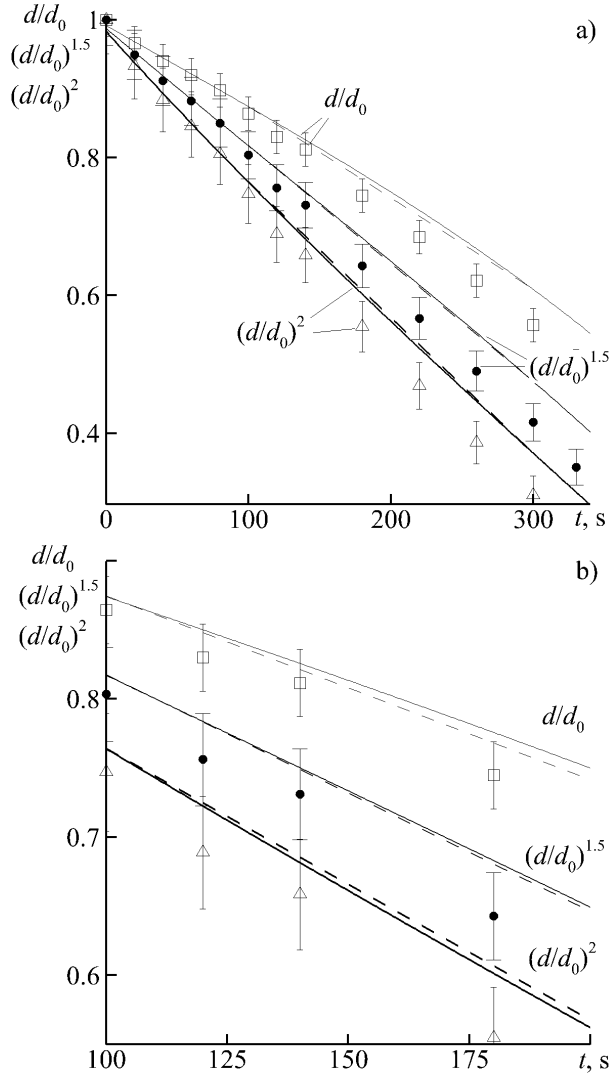 d/d₀
(d/d₀)^1.5
(d/d₀)²
1
0.8
0.6
0.4
a)
d/d₀
(d/d₀)²
(d/d₀)^1.5
0 100 200 300 t, s
d/d₀
(d/d₀)^1.5
(d/d₀)²
0.8
0.7
0.6
b)
d/d₀
(d/d₀)^1.5
(d/d₀)²
100 125 150 175 t, s